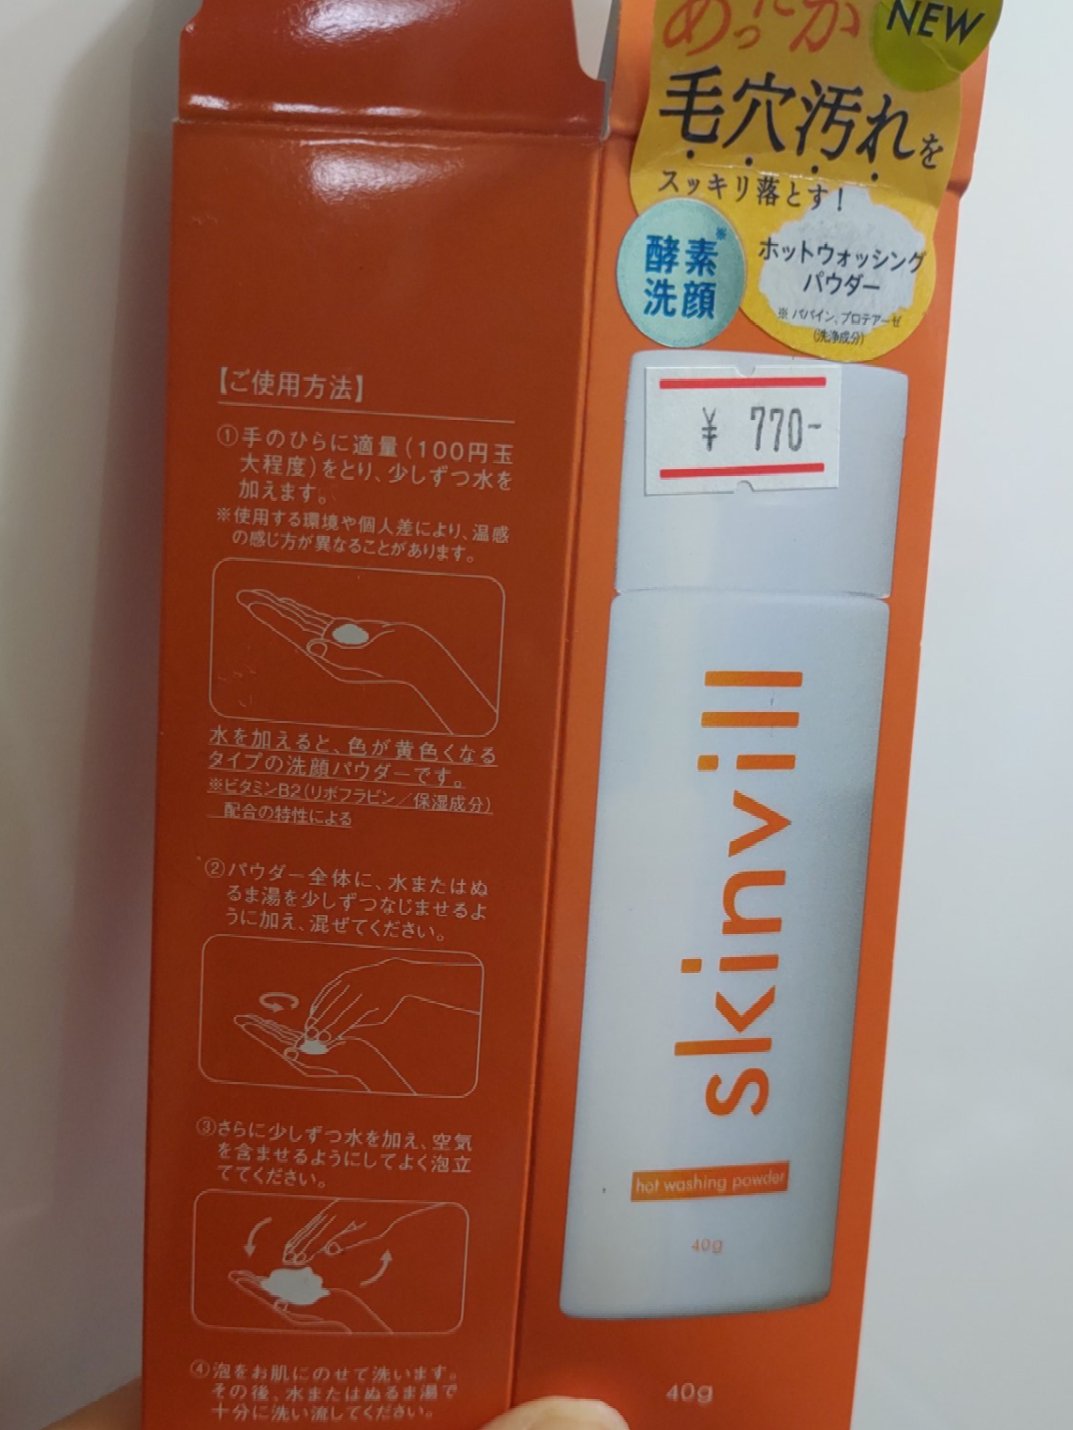 【ご使用方法】
①手のひらに適量(100円玉
大程度)をとり、少しずつ水を
加えます。
※使用する環境や個人差により、温感
の感じ方が異なることがあります。
水を加えると、色が黄色くなる
タイプの洗顔パウダーです。
※ビタミンB2(リボフラビン/保湿成分)
配合の特性による
②パウダー全体に、水またはぬ
るま湯を少しずつなじませるよ
うに加え、混ぜてください。
③さらに少しずつ水を加え、空気
を含ませるようにしてよく泡立
ててください。
④泡をお肌にのせて洗います。
その後、水またはぬるま湯で
十分に洗い流してください。
あったか
NEW
毛穴汚れを
スッキリ落とす!
酵素※
洗顔
ホットウォッシング
パウダー
※ パパイン、プロテアーゼ
(洗浄成分)
¥ 770-
skinvill
hot washing powder
40g
40g